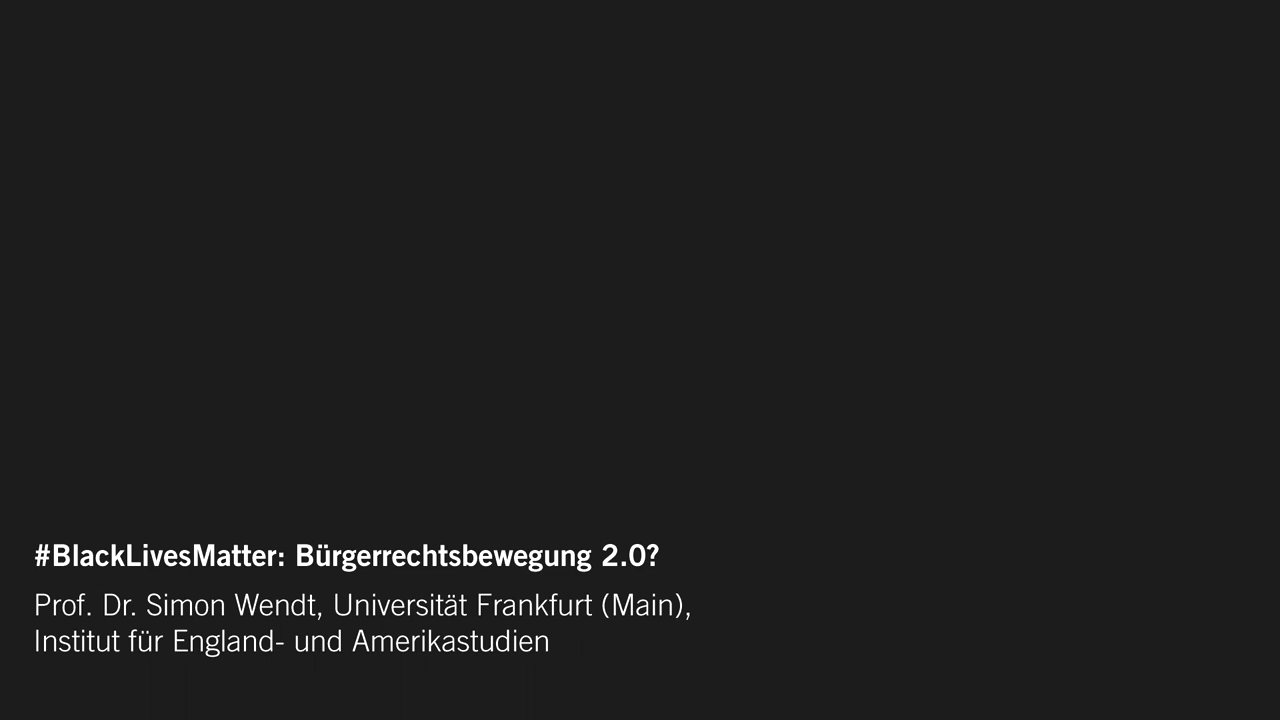 #BlackLivesMatter: Bürgerrechtsbewegung 2.0?
Prof. Dr. Simon Wendt, Universität Frankfurt (Main),
Institut für England- und Amerikastudien